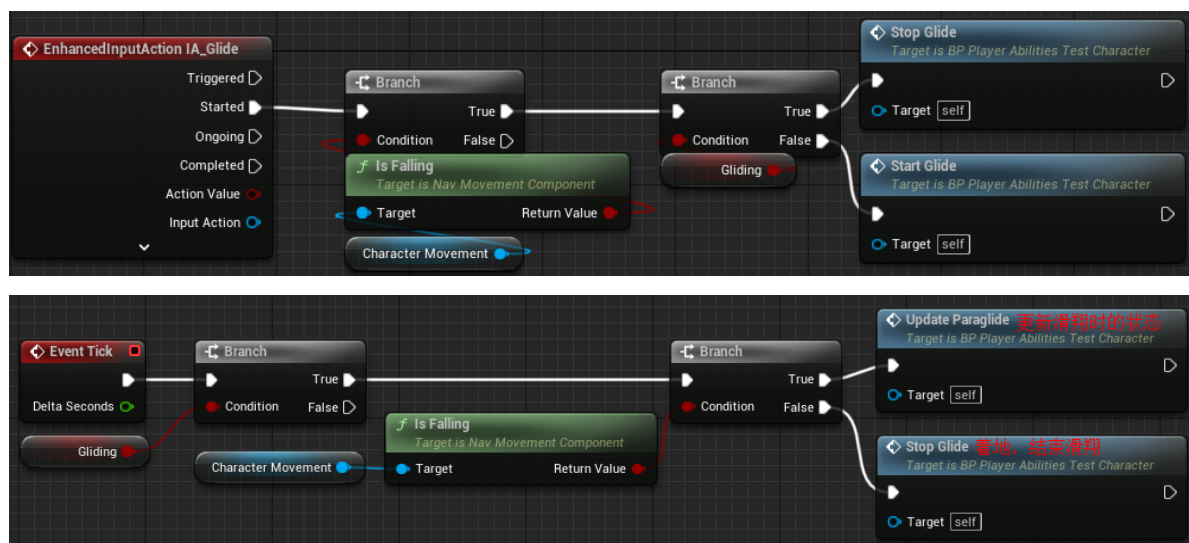 EnhancedInputAction IA_Glide
Triggered
Started
Ongoing
Completed
Action Value
Input Action
Branch
True
Condition
False
f Is Falling
Target is Nav Movement Component
Target
Return Value
Character Movement
Branch
True
Condition
False
Gliding
Stop Glide
Target is BP Player Abilities Test Character
Target self
Start Glide
Target is BP Player Abilities Test Character
Target self
Event Tick
Delta Seconds
Gliding
Branch
True
Condition
False
Character Movement
f Is Falling
Target is Nav Movement Component
Target
Return Value
Branch
True
Condition
False
Update Paraglide 更新滑翔时的状态
Target is BP Player Abilities Test Character
Target self
Stop Glide 着地，结束滑翔
Target is BP Player Abilities Test Character
Target self